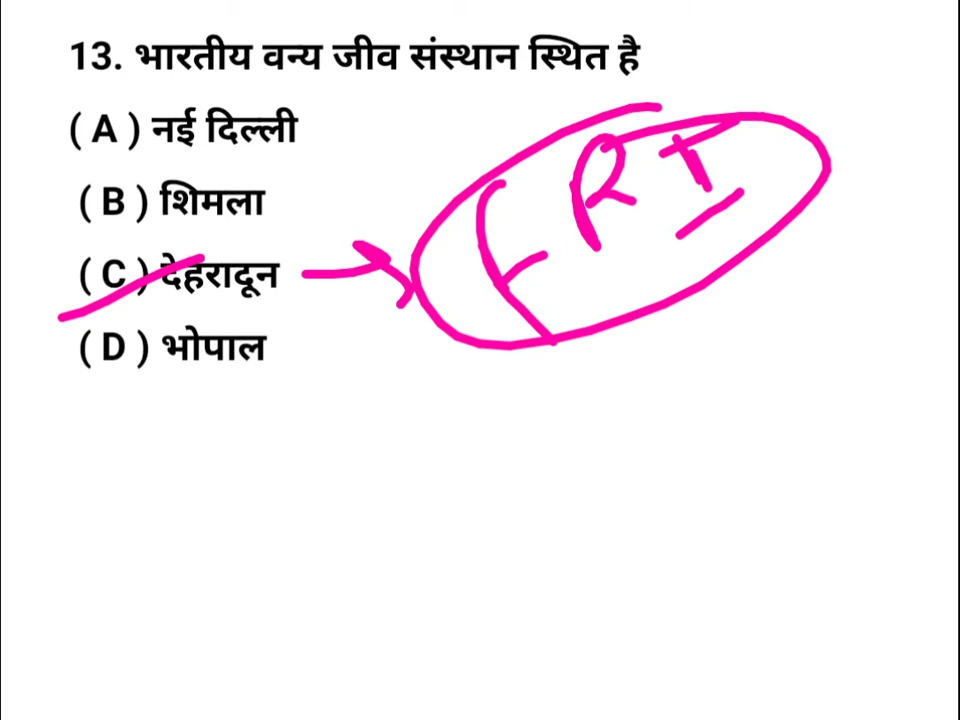 13. भारतीय वन्य जीव संस्थान स्थित है
( A ) नई दिल्ली
( B ) शिमला
( C ) देहरादून
FRI
( D ) भोपाल